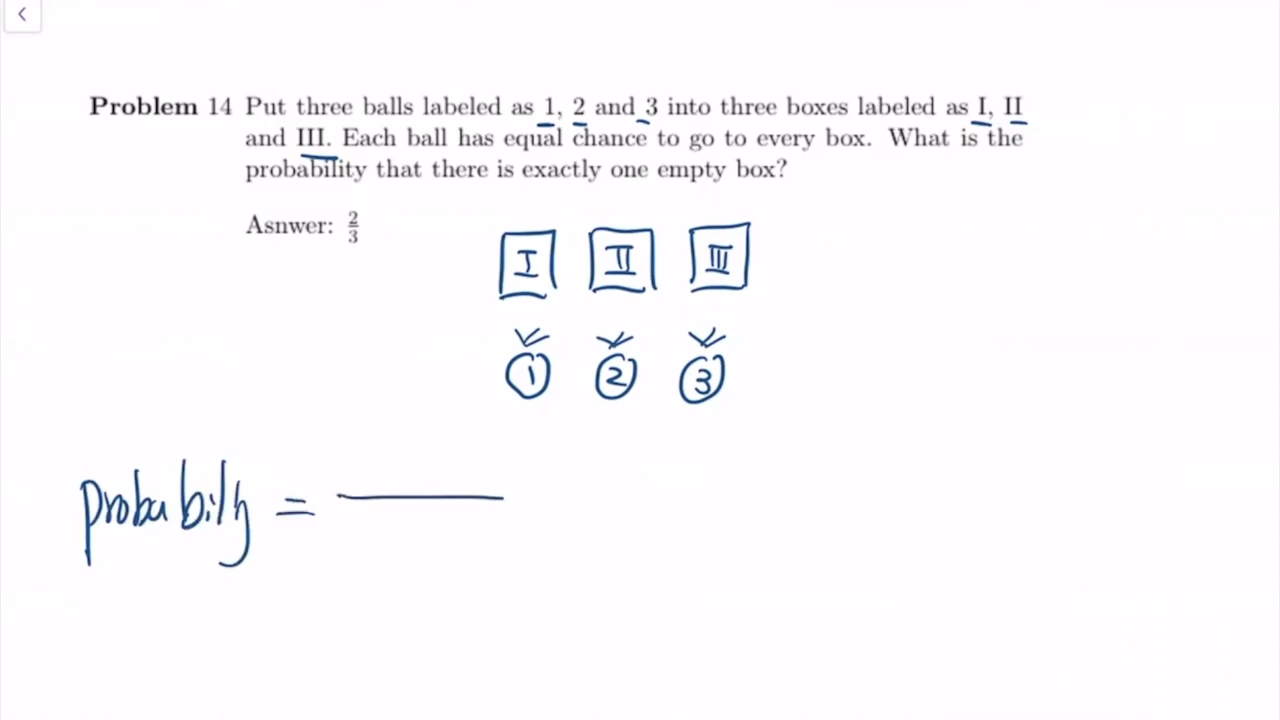 Problem 14 Put three balls labeled as 1, 2 and 3 into three boxes labeled as I, II
and III. Each ball has equal chance to go to every box. What is the
probability that there is exactly one empty box?
Asnwer: 2/3
I II III
1 2 3
probabily =